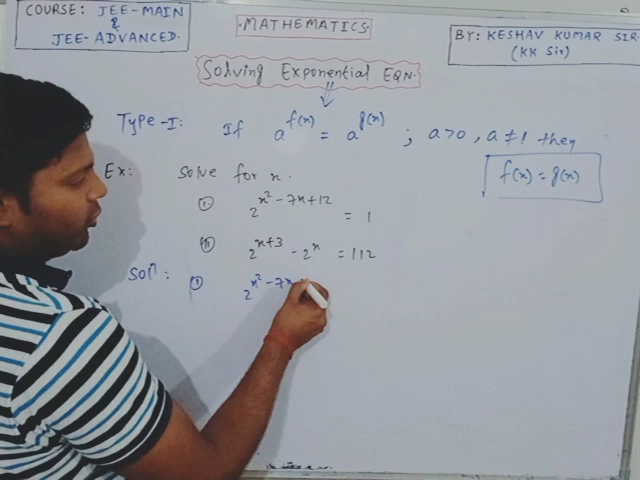 COURSE: JEE-MAIN
&
JEE-ADVANCED.
MATHEMATICS
BY: KESHAV KUMAR SIR
(KK Sir)
Solving Exponential EQN.
Type-I: If a^f(x) = a^g(x) ; a>0, a≠1 then
f(x) = g(x)
Ex: Solve for x.
(i) 2^x²-7x+12 = 1
(ii) 2^x+3 - 2^x = 112
Solⁿ: (i) 2^x²-7x